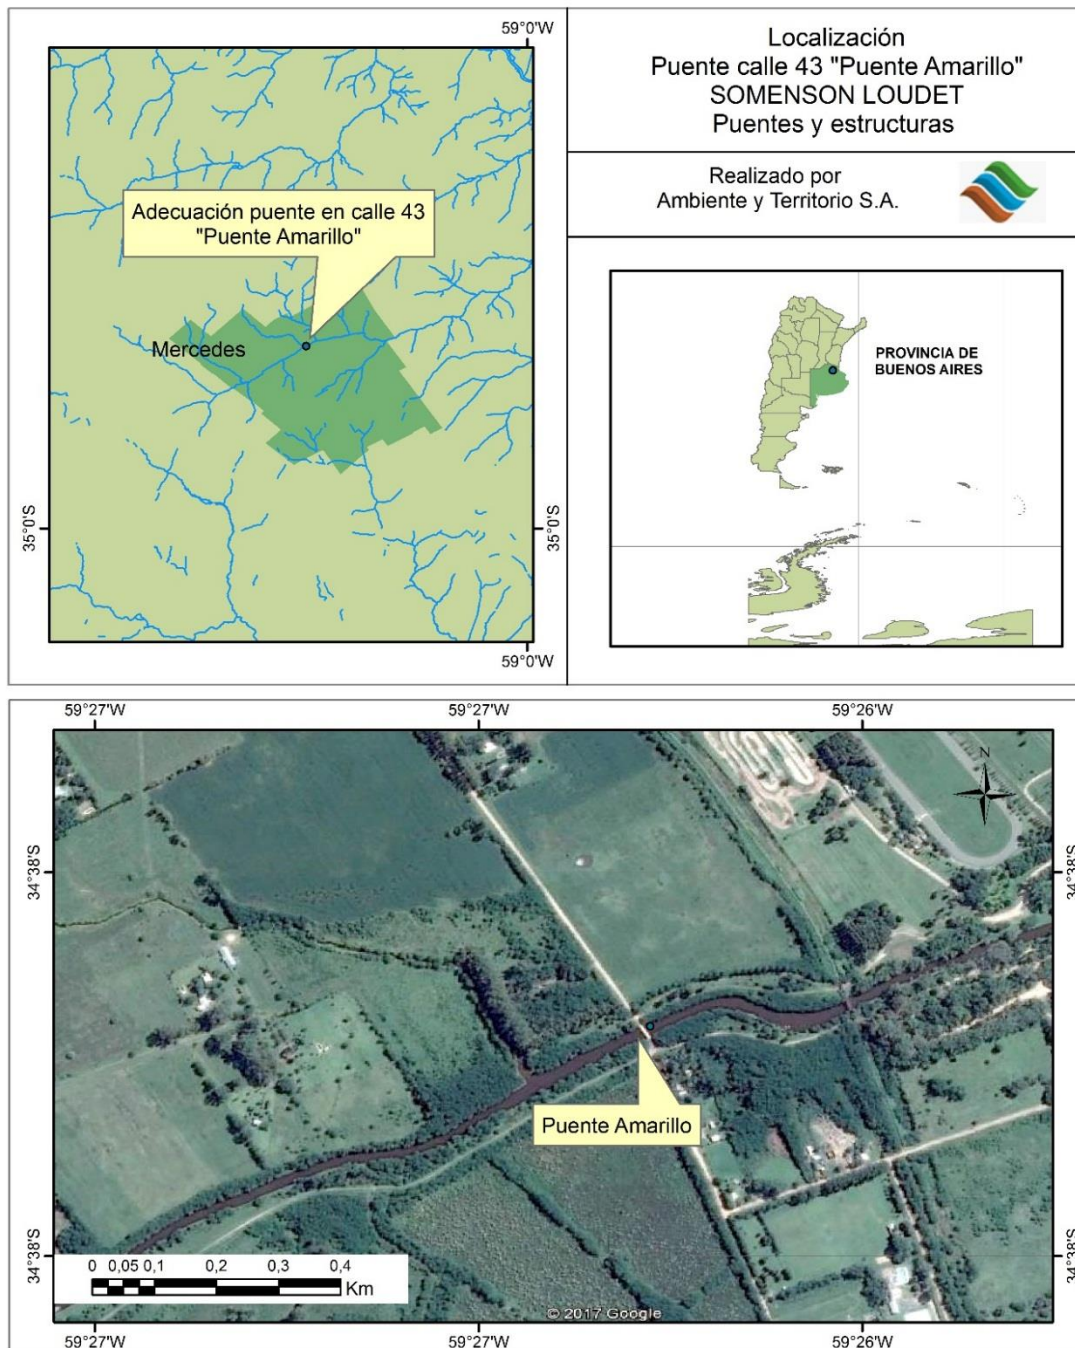 59°0'W
Adecuación puente en calle 43
"Puente Amarillo"
Mercedes
35°0'S
35°0'S
59°0'W
Localización
Puente calle 43 "Puente Amarillo"
SOMENSON LOUDET
Puentes y estructuras
Realizado por
Ambiente y Territorio S.A.
PROVINCIA DE
BUENOS AIRES
59°27'W 59°27'W 59°26'W
N
34°38'S 34°38'S
Puente Amarillo
34°38'S 34°38'S
0 0,05 0,1 0,2 0,3 0,4
Km
© 2017 Google
59°27'W 59°27'W 59°26'W